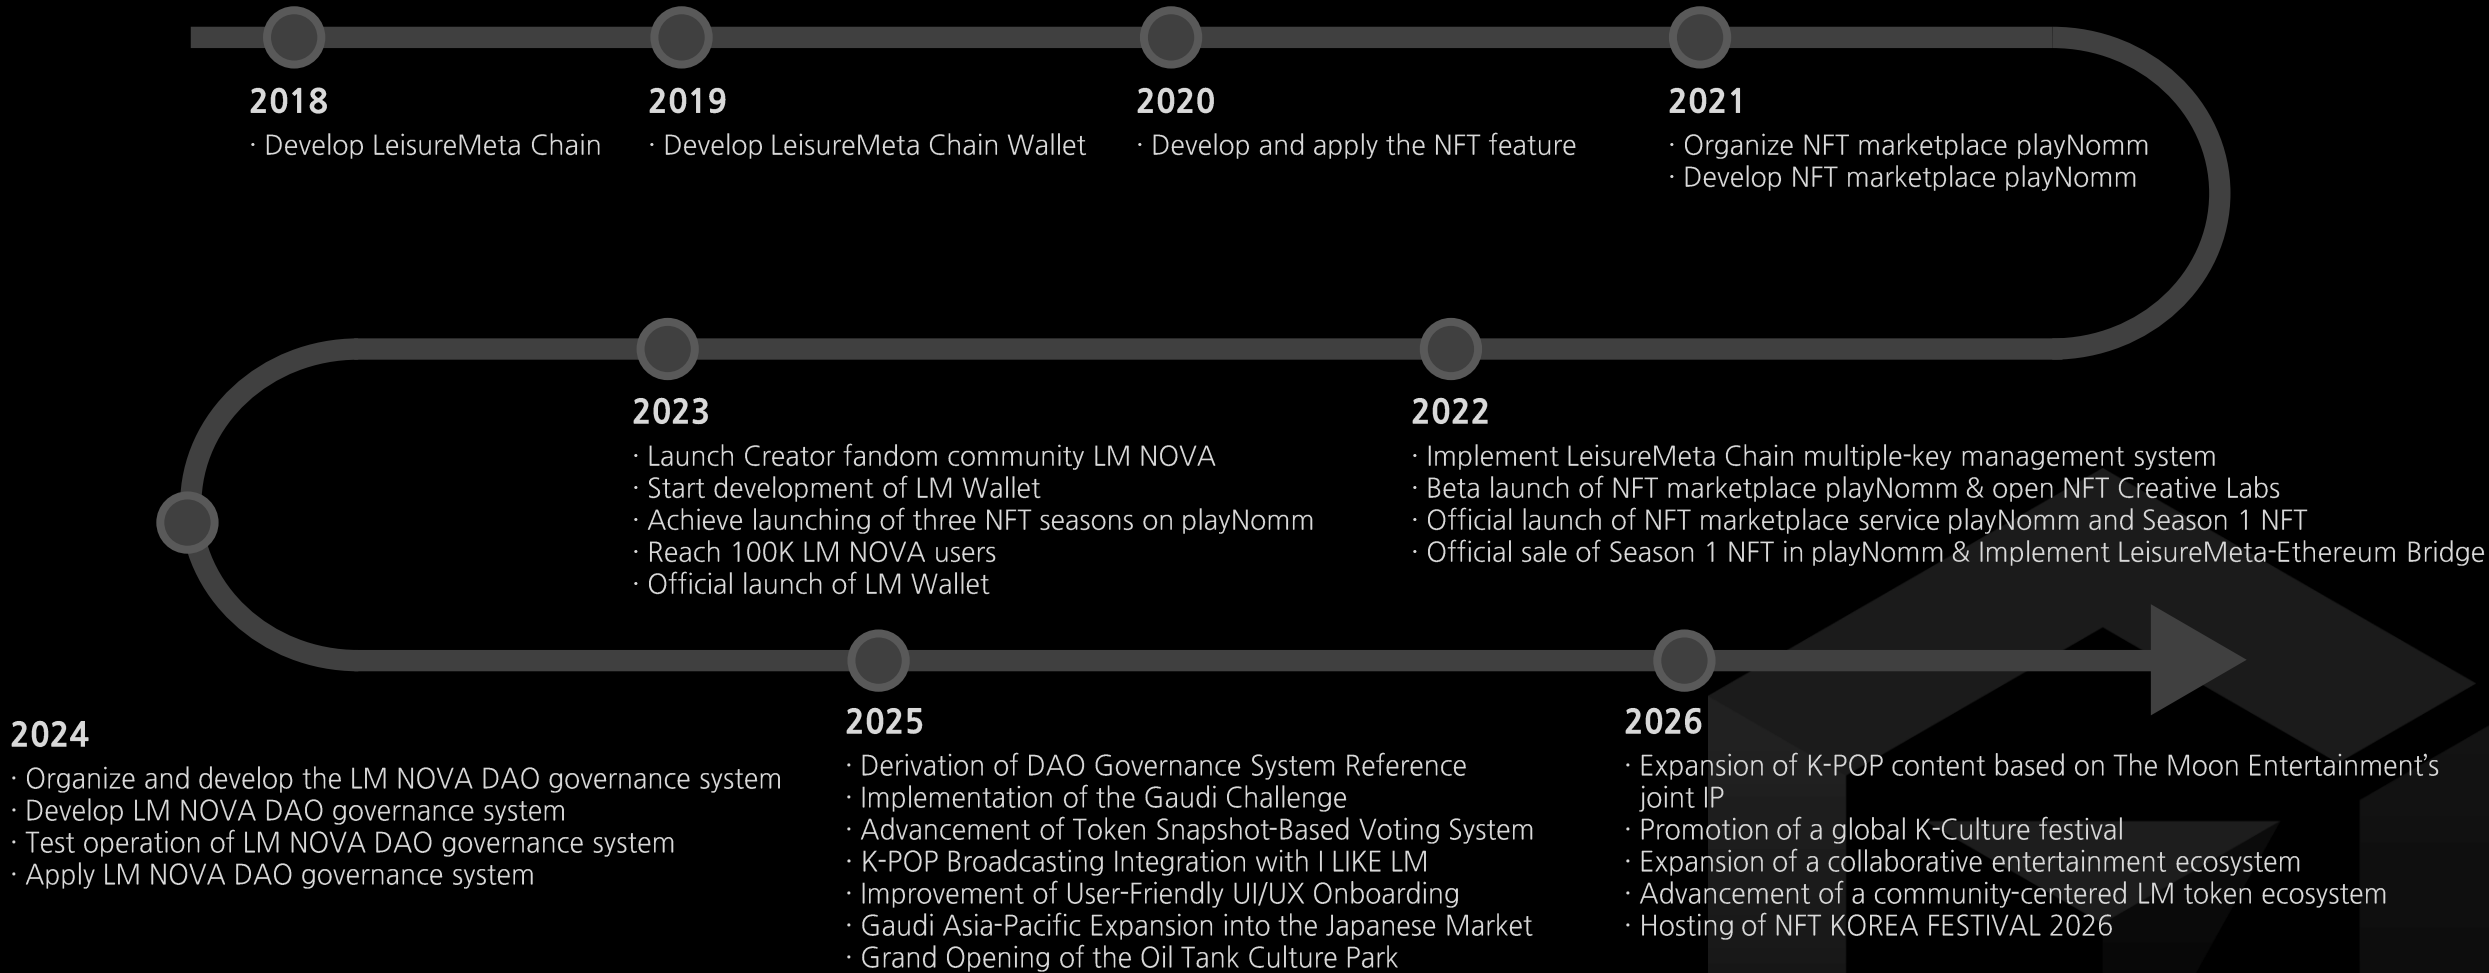 2018
· Develop LeisureMeta Chain
2019
· Develop LeisureMeta Chain Wallet
2020
· Develop and apply the NFT feature
2021
· Organize NFT marketplace playNomm
· Develop NFT marketplace playNomm
2022
· Implement LeisureMeta Chain multiple-key management system
· Beta launch of NFT marketplace playNomm & open NFT Creative Labs
· Official launch of NFT marketplace service playNomm and Season 1 NFT
· Official sale of Season 1 NFT in playNomm & Implement LeisureMeta-Ethereum Bridge
2023
· Launch Creator fandom community LM NOVA
· Start development of LM Wallet
· Achieve launching of three NFT seasons on playNomm
· Reach 100K LM NOVA users
· Official launch of LM Wallet
2024
· Organize and develop the LM NOVA DAO governance system
· Develop LM NOVA DAO governance system
· Test operation of LM NOVA DAO governance system
· Apply LM NOVA DAO governance system
2025
· Derivation of DAO Governance System Reference
· Implementation of the Gaudi Challenge
· Advancement of Token Snapshot-Based Voting System
· K-POP Broadcasting Integration with I LIKE LM
· Improvement of User-Friendly UI/UX Onboarding
· Gaudi Asia-Pacific Expansion into the Japanese Market
· Grand Opening of the Oil Tank Culture Park
2026
· Expansion of K-POP content based on The Moon Entertainment’s
joint IP
· Promotion of a global K-Culture festival
· Expansion of a collaborative entertainment ecosystem
· Advancement of a community-centered LM token ecosystem
· Hosting of NFT KOREA FESTIVAL 2026